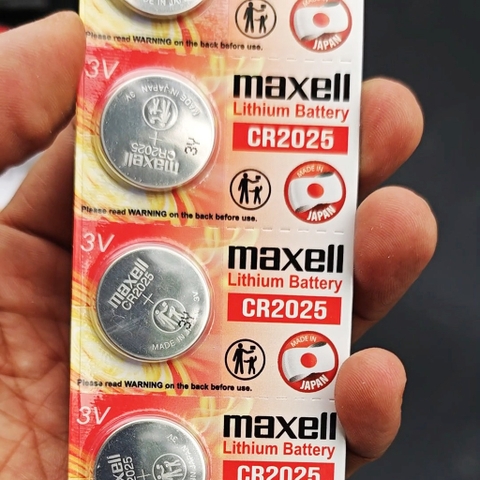 MADE IN
JAPAN
Please read WARNING on the back before use.
3V
maxell
Lithium Battery
CR2025
MADE IN JAPAN
3V
+
CR2025
maxell
MADE IN
JAPAN
Please read WARNING on the back before use.
3V
maxell
Lithium Battery
CR2025
maxell
CR2025
+
3V
MADE IN
MADE IN
JAPAN
Please read WARNING on the back before use.
3V
maxell
Lithium Battery
CR2025